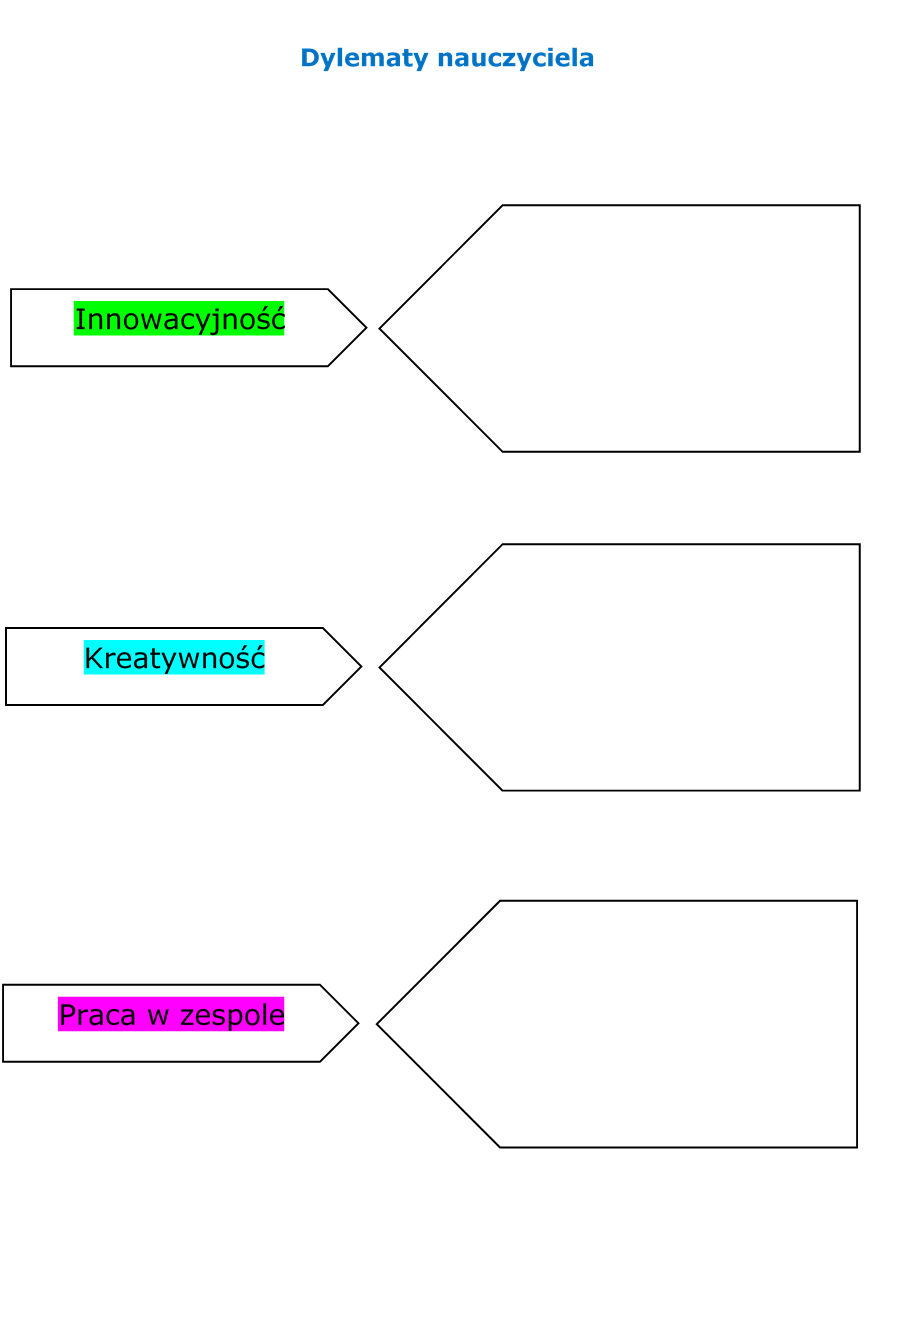 Dylematy nauczyciela
Innowacyjność
Kreatywność
Praca w zespole